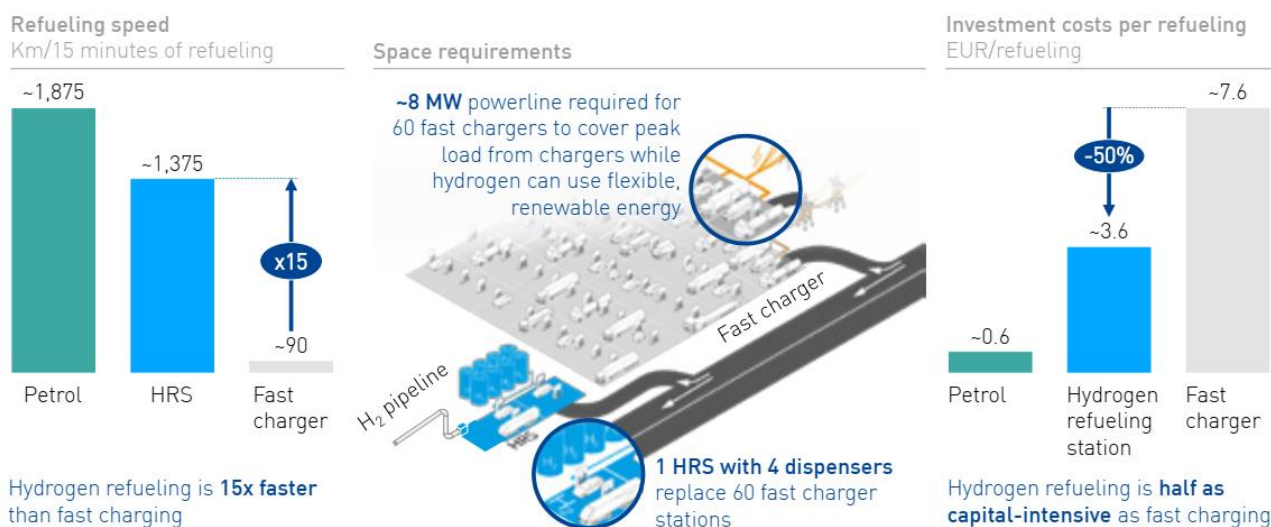 Refueling speed
Km/15 minutes of refueling
~1,875
~1,375
x15
~90
Petrol
HRS
Fast
charger
Hydrogen refueling is 15x faster
than fast charging
Space requirements
~8 MW powerline required for
60 fast chargers to cover peak
load from chargers while
hydrogen can use flexible,
renewable energy
Fast charger
H₂ pipeline
HRS
1 HRS with 4 dispensers
replace 60 fast charger
stations
Investment costs per refueling
EUR/refueling
~7.6
-50%
~3.6
~0.6
Petrol
Hydrogen
refueling
station
Fast
charger
Hydrogen refueling is half as
capital-intensive as fast charging